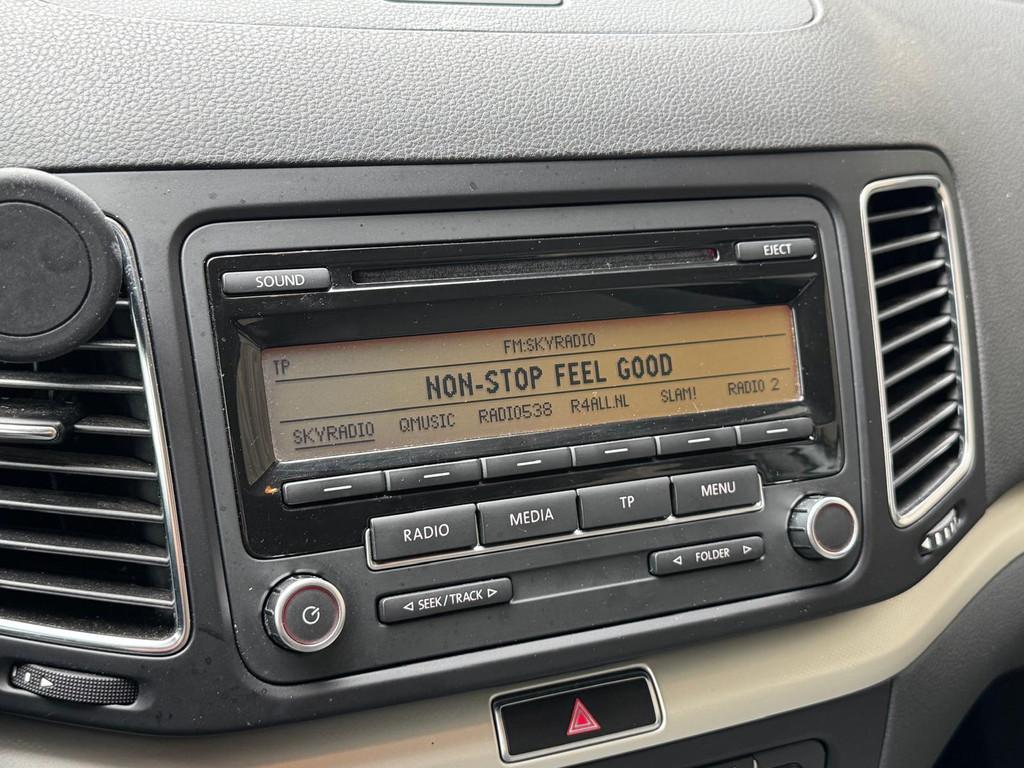 SOUND
EJECT
TP
FM:SKYRADIO
NON-STOP FEEL GOOD
SKYRADIO QMUSIC RADIO538 R4ALL.NL SLAM! RADIO 2
RADIO MEDIA TP MENU
SEEK/TRACK
FOLDER